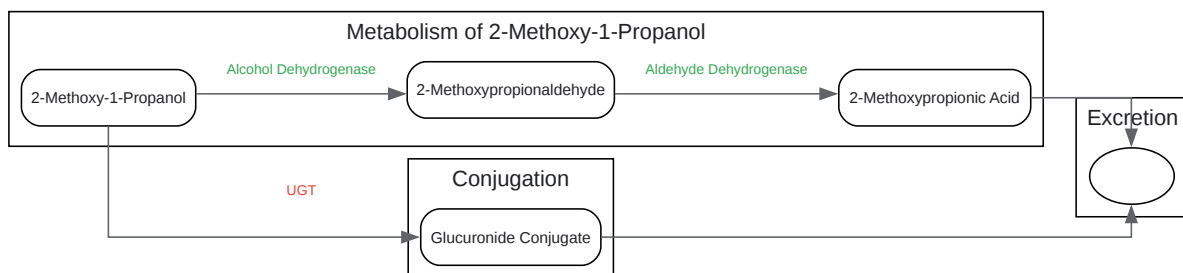 Metabolism of 2-Methoxy-1-Propanol
Alcohol Dehydrogenase
Aldehyde Dehydrogenase
2-Methoxy-1-Propanol
2-Methoxypropionaldehyde
2-Methoxypropionic Acid
Excretion
UGT
Conjugation
Glucuronide Conjugate